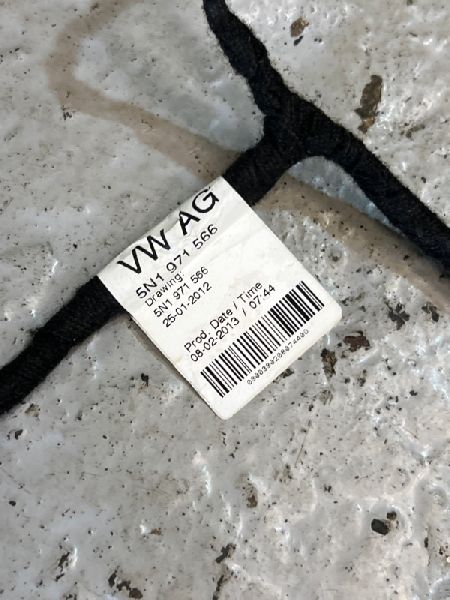 VW AG
5N1 971 566
Drawing:
5N1 971 566
25-01-2012
Prod. Date / Time
08-02-2013 / 07:44